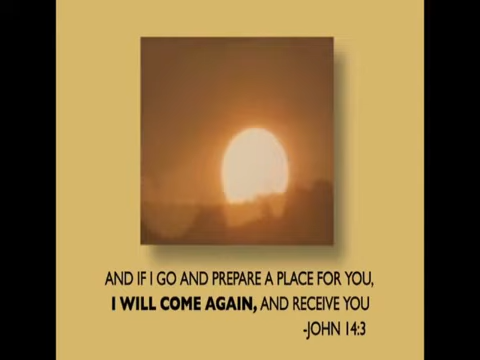 AND IF I GO AND PREPARE A PLACE FOR YOU,
I WILL COME AGAIN, AND RECEIVE YOU
-JOHN 14:3